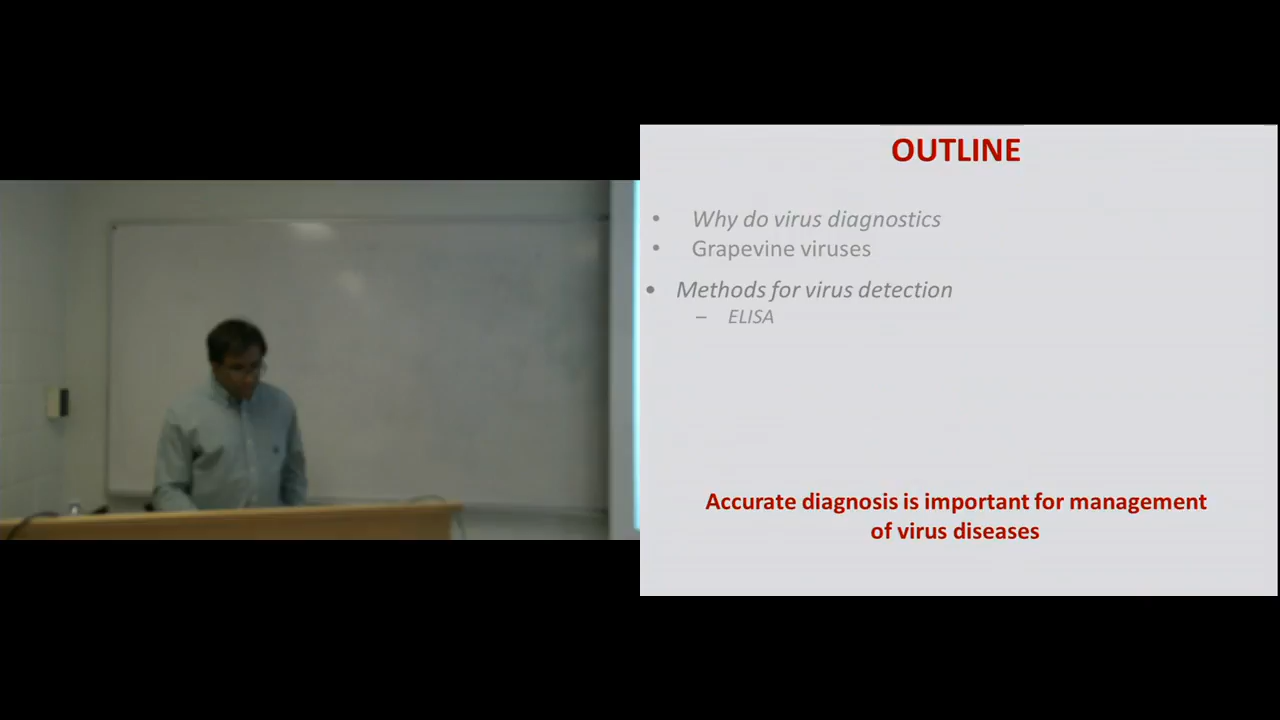 OUTLINE
• Why do virus diagnostics
• Grapevine viruses
• Methods for virus detection
– ELISA
Accurate diagnosis is important for management
of virus diseases